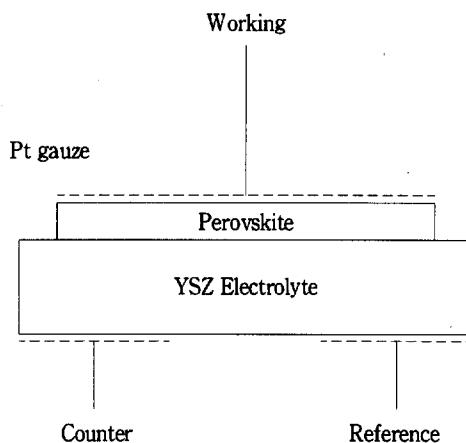 Working
Pt gauze
Perovskite
YSZ Electrolyte
Counter
Reference